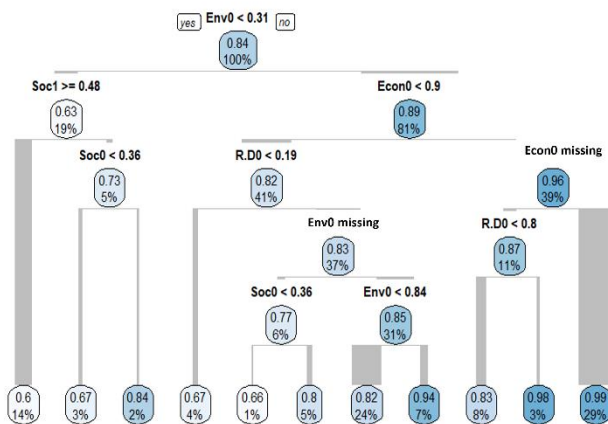 yes Env0 < 0.31 no
0.84
100%
Soc1 >= 0.48
Econ0 < 0.9
0.63
19%
0.89
81%
Soc0 < 0.36
R.D0 < 0.19
Econ0 missing
0.73
5%
0.82
41%
0.96
39%
Env0 missing
R.D0 < 0.8
0.83
37%
0.87
11%
Soc0 < 0.36
Env0 < 0.84
0.77
6%
0.85
31%
0.6 0.67 0.84 0.67 0.66 0.8 0.82 0.94 0.83 0.98 0.99
14% 3% 2% 4% 1% 5% 24% 7% 8% 3% 29%